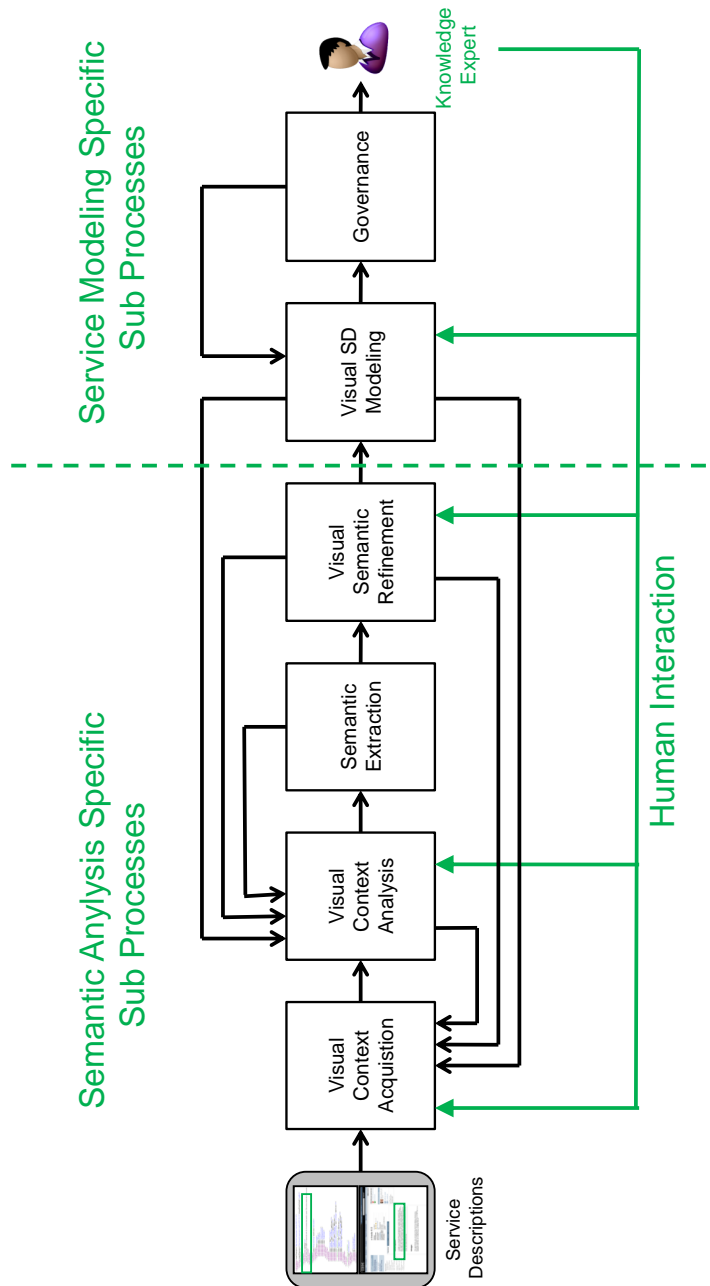 Semantic Anylysis Specific
Sub Processes
Service Modeling Specific
Sub Processes
Service
Descriptions
Visual
Context
Acquistion
Visual
Context
Analysis
Semantic
Extraction
Visual
Semantic
Refinement
Visual SD
Modeling
Governance
Knowledge
Expert
Human Interaction